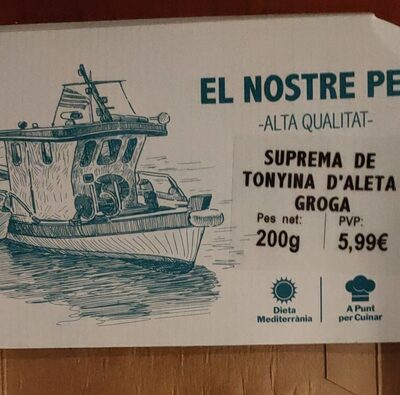 EL NOSTRE PE
-ALTA QUALITAT-
SUPREMA DE
TONYINA D'ALETA
GROGA
Pes net: PVP:
200g 5,99€
Dieta Mediterrània
A Punt per Cuinar